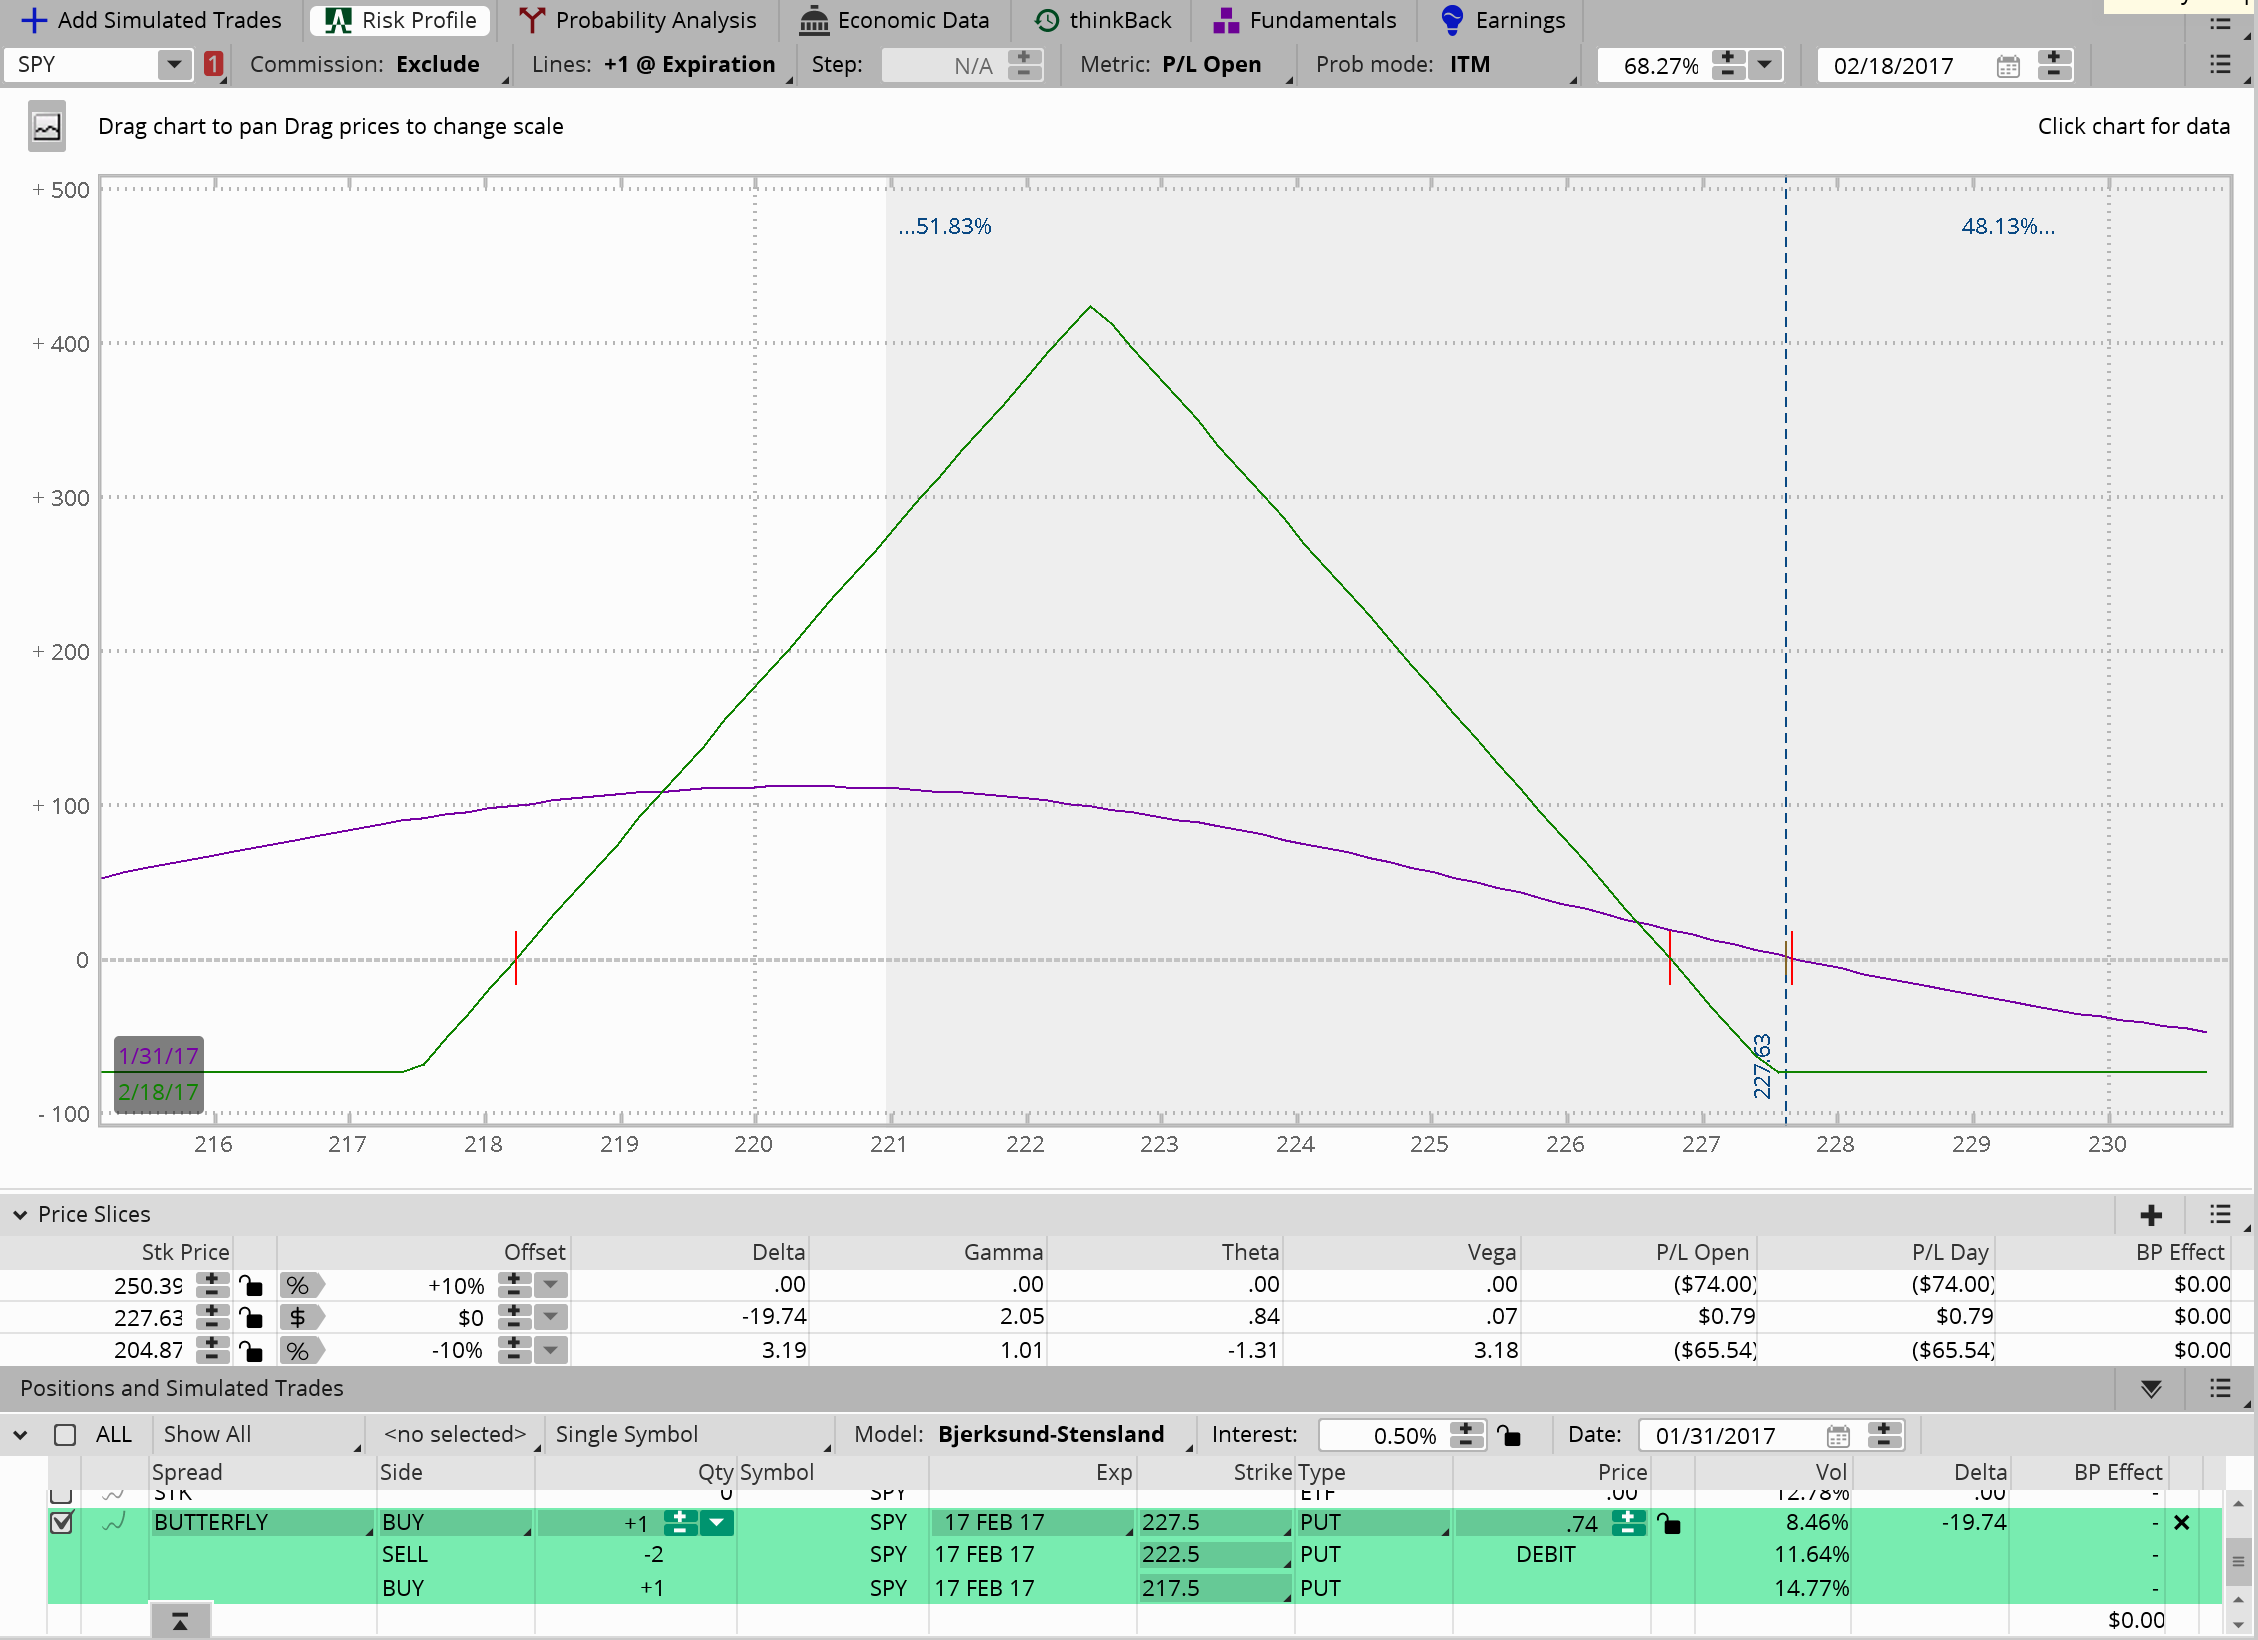 Add Simulated Trades Risk Profile Probability Analysis Economic Data thinkBack Fundamentals Earnings
SPY 1 Commission: Exclude Lines: +1 @ Expiration Step: N/A Metric: P/L Open Prob mode: ITM 68.27% 02/18/2017
Drag chart to pan Drag prices to change scale Click chart for data
+ 500
...51.83% 48.13%...
+ 400
+ 300
+ 200
+ 100
0
227.63
1/31/17
2/18/17
- 100
216 217 218 219 220 221 222 223 224 225 226 227 228 229 230
Price Slices
Stk Price Offset Delta Gamma Theta Vega P/L Open P/L Day BP Effect
250.39 % +10% .00 .00 .00 .00 ($74.00) ($74.00) $0.00
227.63 $ $0 -19.74 2.05 .84 .07 $0.79 $0.79 $0.00
204.87 % -10% 3.19 1.01 -1.31 3.18 ($65.54) ($65.54) $0.00
Positions and Simulated Trades
ALL Show All <no selected> Single Symbol Model: Bjerksund-Stensland Interest: 0.50% Date: 01/31/2017
Spread Side Qty Symbol Exp Strike Type Price Vol Delta BP Effect
STK 0 SPY ETF .00 12.78% .00 -
BUTTERFLY BUY +1 SPY 17 FEB 17 227.5 PUT .74 8.46% -19.74 -
SELL -2 SPY 17 FEB 17 222.5 PUT DEBIT 11.64% -
BUY +1 SPY 17 FEB 17 217.5 PUT 14.77% -
$0.00